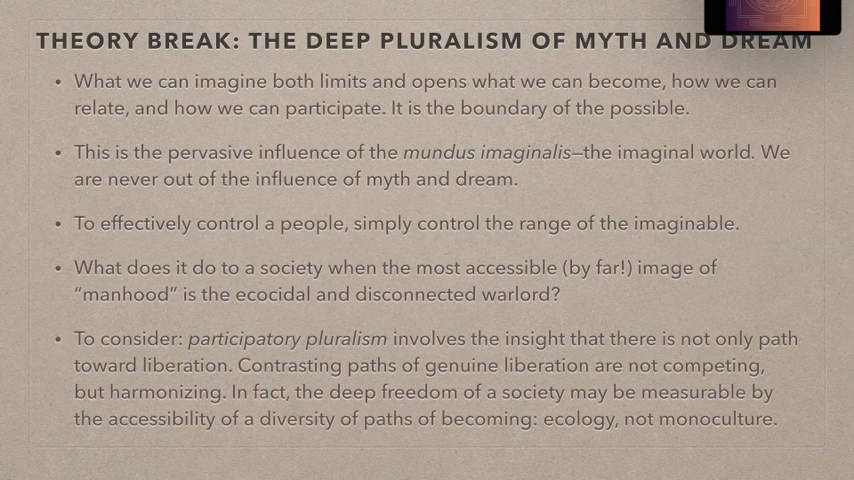 THEORY BREAK: THE DEEP PLURALISM OF MYTH AND DREAM
• What we can imagine both limits and opens what we can become, how we can
relate, and how we can participate. It is the boundary of the possible.
• This is the pervasive influence of the mundus imaginalis—the imaginal world. We
are never out of the influence of myth and dream.
• To effectively control a people, simply control the range of the imaginable.
• What does it do to a society when the most accessible (by far!) image of
“manhood” is the ecocidal and disconnected warlord?
• To consider: participatory pluralism involves the insight that there is not only path
toward liberation. Contrasting paths of genuine liberation are not competing,
but harmonizing. In fact, the deep freedom of a society may be measurable by
the accessibility of a diversity of paths of becoming: ecology, not monoculture.